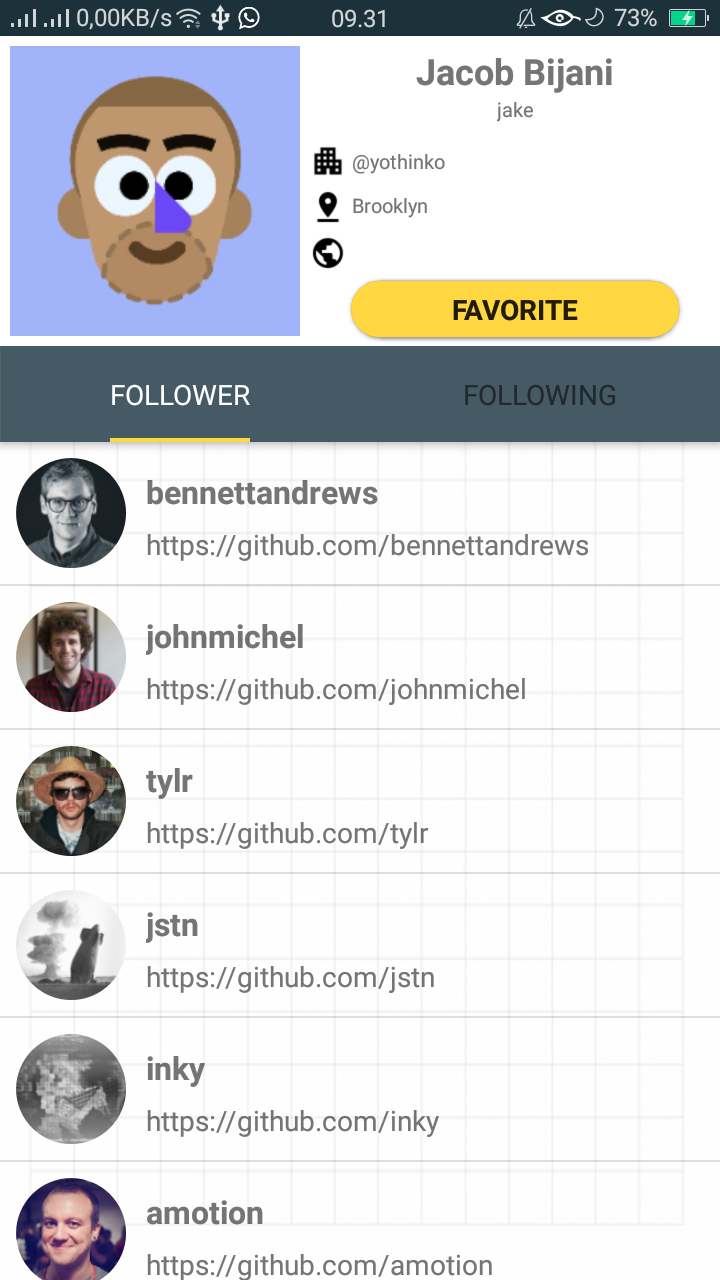 0,00KB/s
09.31
73%
Jacob Bijani
jake
@yothinko
Brooklyn
FAVORITE
FOLLOWER
FOLLOWING
bennettandrews
https://github.com/bennettandrews
johnmichel
https://github.com/johnmichel
tylr
https://github.com/tylr
jstn
https://github.com/jstn
inky
https://github.com/inky
amotion
https://github.com/amotion